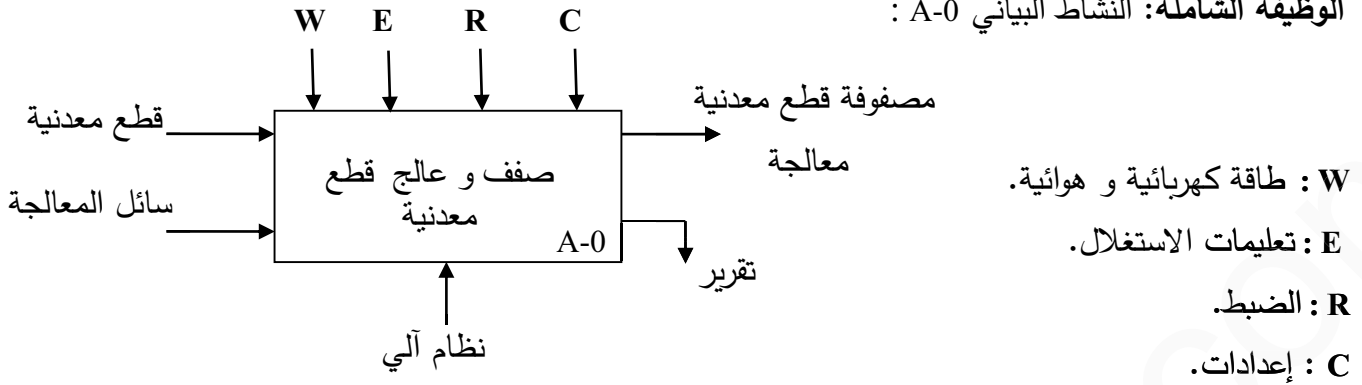 الوظيفة الشاملة: النشاط البياني A-0 :
W E R C
قطع معدنية
سائل المعالجة
صفف و عالج قطع
معدنية
A-0
مصفوفة قطع معدنية
معالجة
تقرير
نظام آلي
W : طاقة كهربائية و هوائية.
E : تعليمات الاستغلال.
R : الضبط.
C : إعدادات.